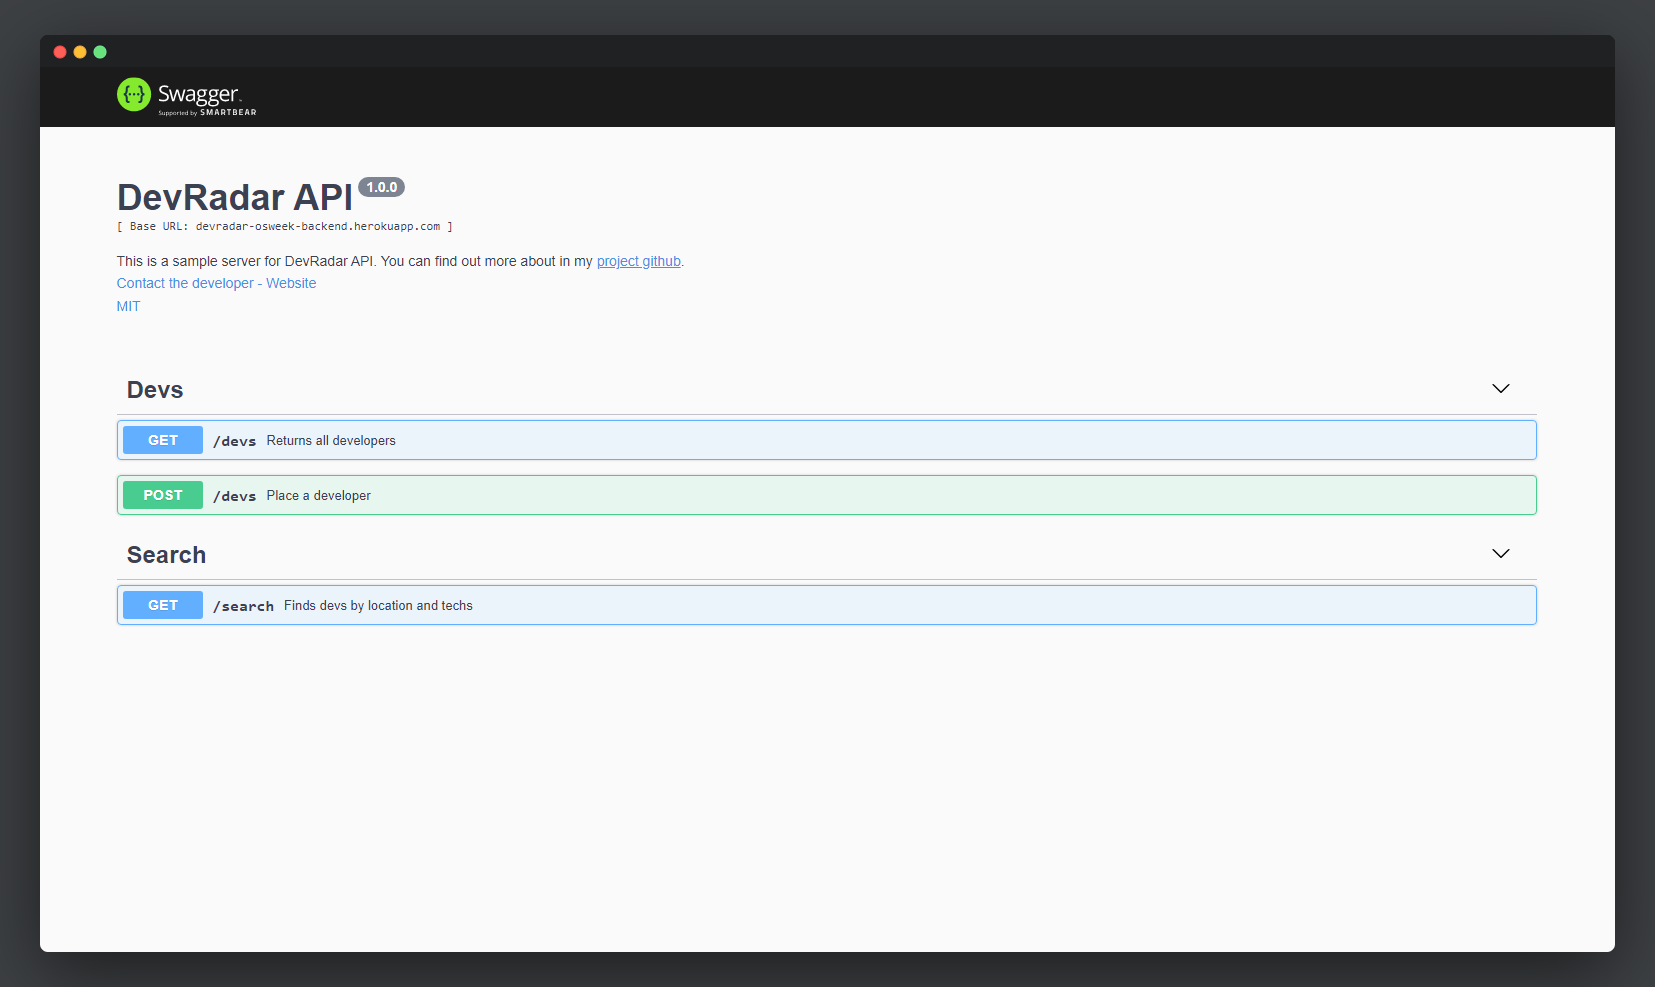 Swagger
Supported by SMARTBEAR
DevRadar API 1.0.0
[ Base URL: devradar-osweek-backend.herokuapp.com ]
This is a sample server for DevRadar API. You can find out more about in my project github.
Contact the developer - Website
MIT
Devs
GET /devs Returns all developers
POST /devs Place a developer
Search
GET /search Finds devs by location and techs